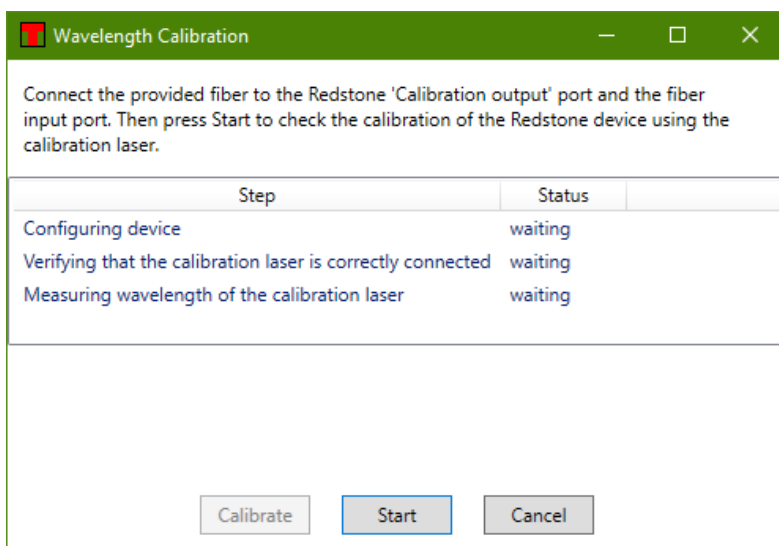 Wavelength Calibration
Connect the provided fiber to the Redstone 'Calibration output' port and the fiber
input port. Then press Start to check the calibration of the Redstone device using the
calibration laser.
Step Status
Configuring device waiting
Verifying that the calibration laser is correctly connected waiting
Measuring wavelength of the calibration laser waiting
Calibrate Start Cancel